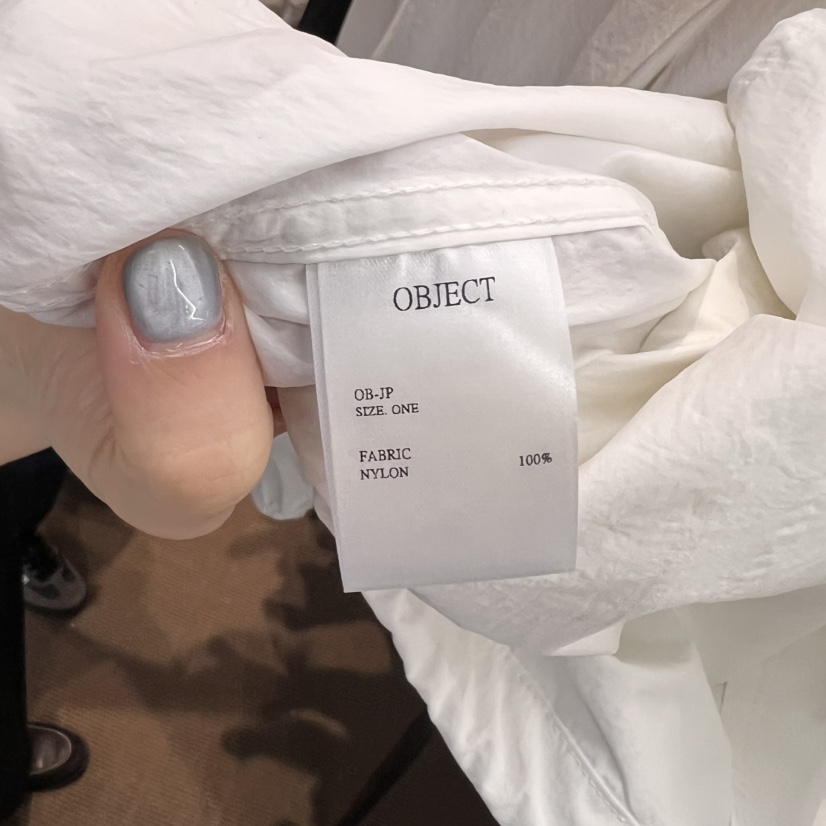 OBJECT
OB-JP
SIZE. ONE
FABRIC
NYLON 100%